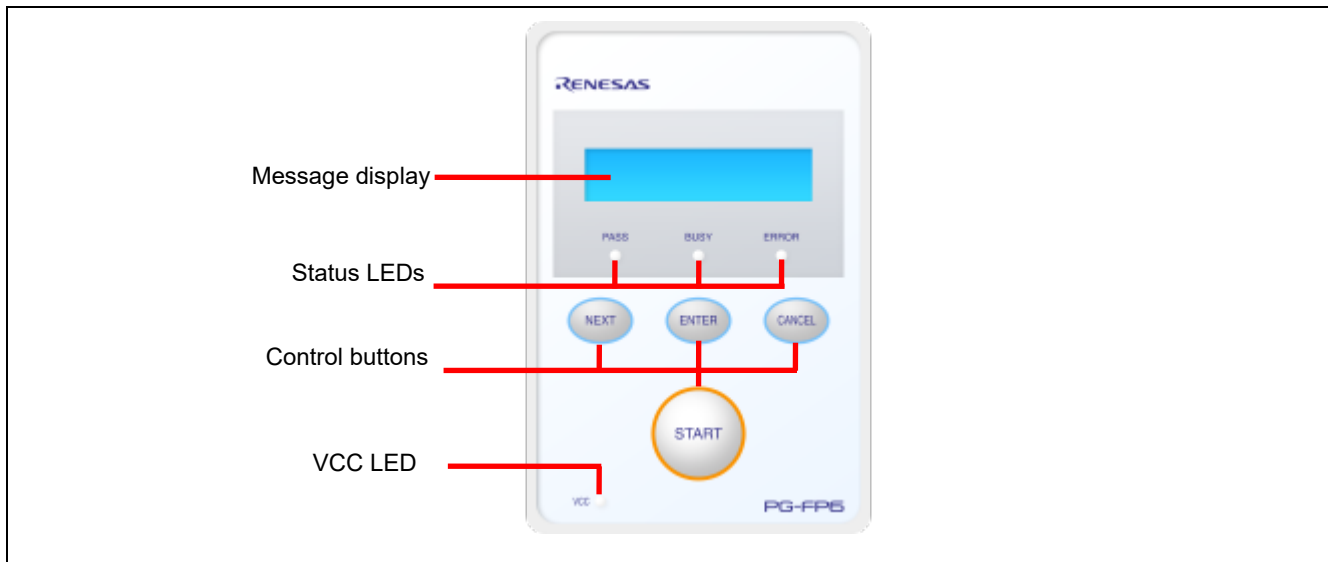 RENESAS
Message display
PASS BUSY ERROR
Status LEDs
NEXT ENTER CANCEL
Control buttons
START
VCC LED
VCC
PG-FP6